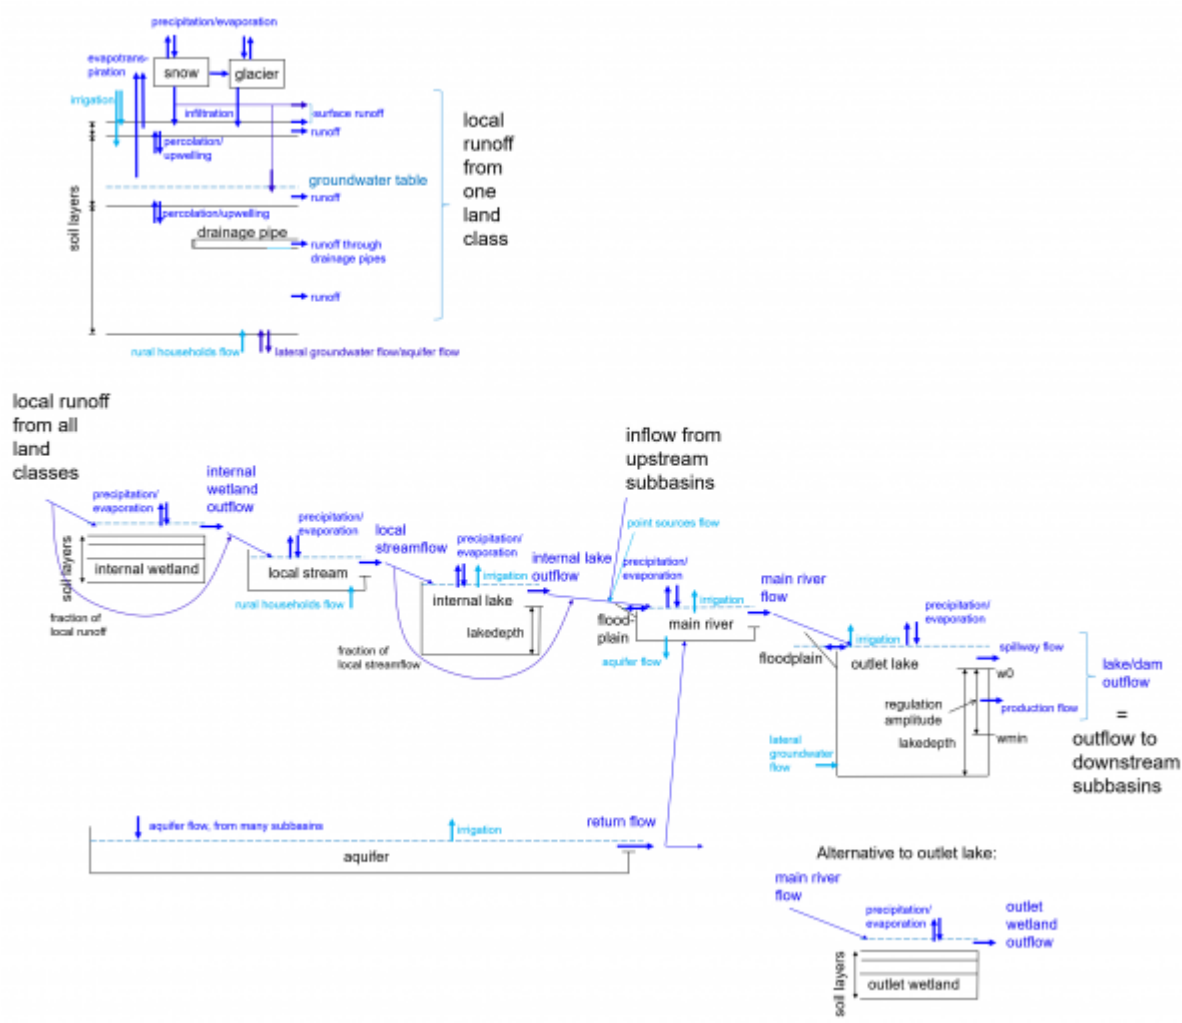 precipitation/evaporation
evapotrans-
piration
snow
glacier
irrigation
infiltration
surface runoff
runoff
percolation/
upwelling
groundwater table
runoff
percolation/upwelling
soil layers
drainage pipe
runoff through
drainage pipes
runoff
rural households flow
lateral groundwater flow/aquifer flow
local
runoff
from
one
land
class
local runoff
from all
land
classes
precipitation/
evaporation
internal
wetland
outflow
soil layers
internal wetland
fraction of
local runoff
precipitation/
evaporation
local stream
rural households flow
local
streamflow
precipitation/
evaporation
irrigation
internal lake
lakedepth
fraction of
local streamflow
internal lake
outflow
inflow from
upstream
subbasins
point sources flow
precipitation/
evaporation
irrigation
flood-
plain
main river
aquifer flow
main river
flow
floodplain
irrigation
precipitation/
evaporation
outlet lake
spillway flow
w0
regulation
amplitude
production flow
lakedepth
wmin
lateral
groundwater
flow
lake/dam
outflow
=
outflow to
downstream
subbasins
aquifer flow, from many subbasins
irrigation
return flow
aquifer
Alternative to outlet lake:
main river
flow
precipitation/
evaporation
outlet
wetland
outflow
soil layers
outlet wetland